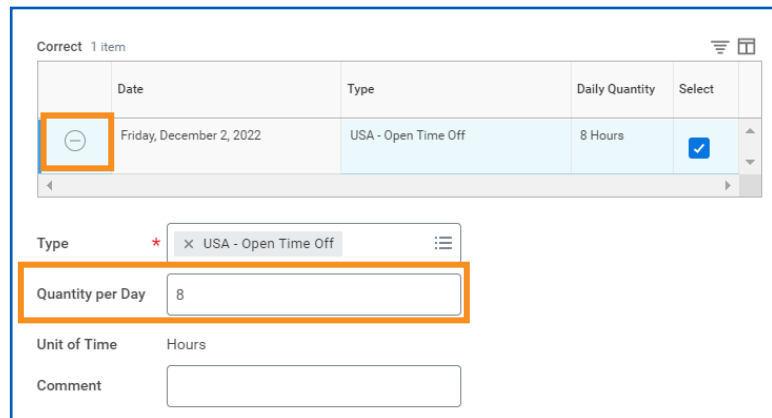 Correct 1 item
Date Type Daily Quantity Select
Friday, December 2, 2022 USA - Open Time Off 8 Hours
Type * × USA - Open Time Off
Quantity per Day 8
Unit of Time Hours
Comment